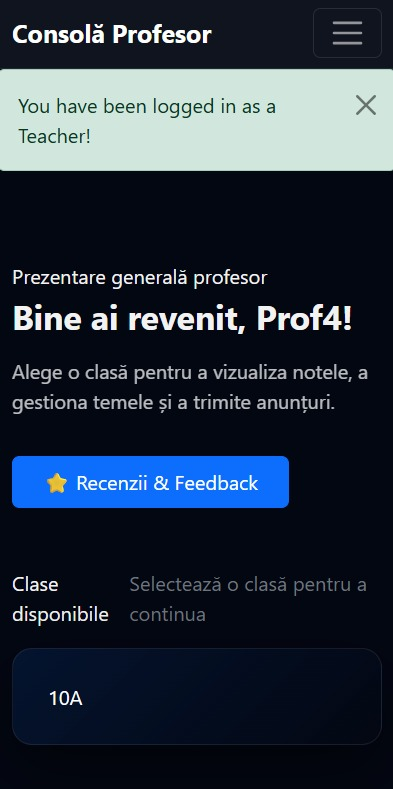 Consolă Profesor
You have been logged in as a
Teacher!
Prezentare generală profesor
Bine ai revenit, Prof4!
Alege o clasă pentru a vizualiza notele, a
gestiona temele și a trimite anunțuri.
⭐ Recenzii & Feedback
Clase
disponibile
Selectează o clasă pentru a
continua
10A